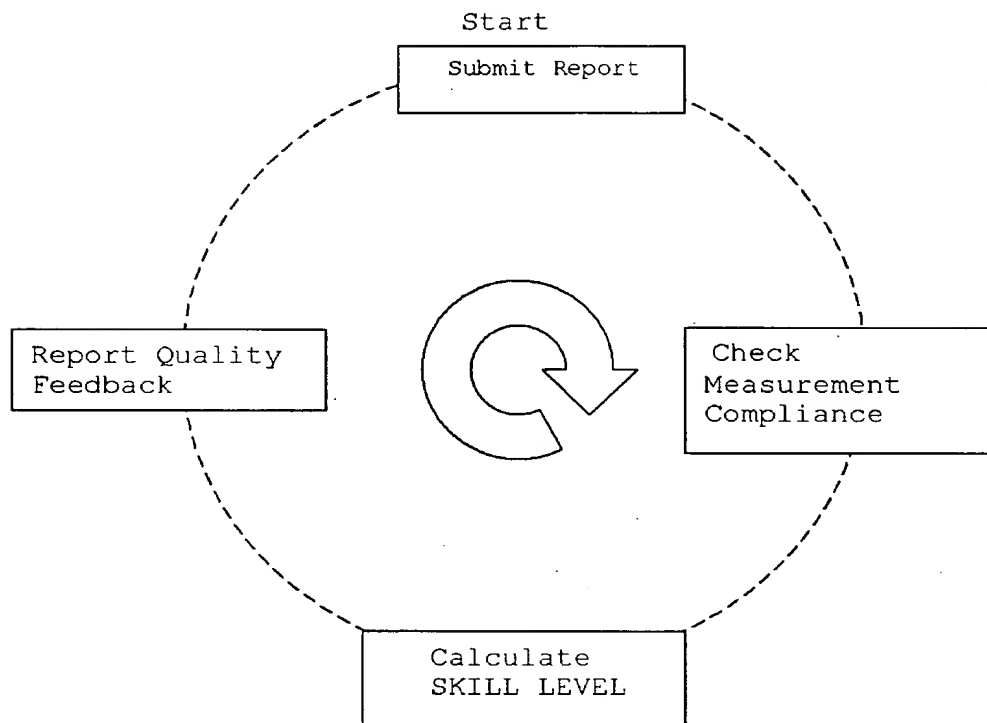 Start
Submit Report
Report Quality
Feedback
Check
Measurement
Compliance
Calculate
SKILL LEVEL